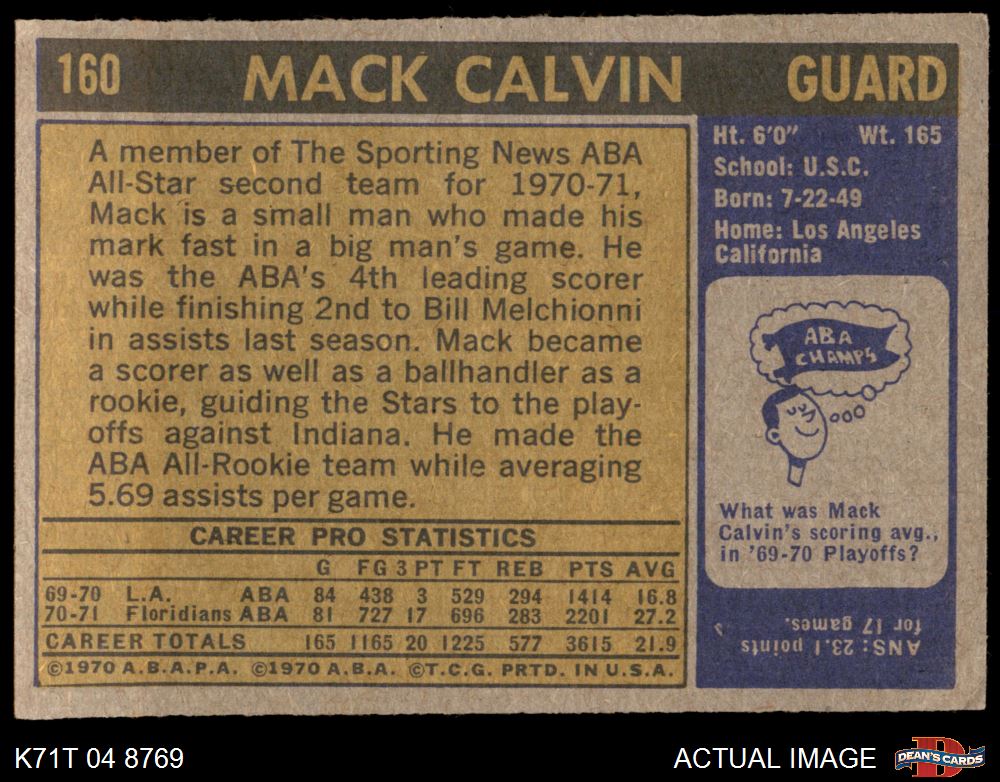 160 MACK CALVIN GUARD
A member of The Sporting News ABA
All-Star second team for 1970-71,
Mack is a small man who made his
mark fast in a big man's game. He
was the ABA's 4th leading scorer
while finishing 2nd to Bill Melchionni
in assists last season. Mack became
a scorer as well as a ballhandler as a
rookie, guiding the Stars to the play-
offs against Indiana. He made the
ABA All-Rookie team while averaging
5.69 assists per game.
CAREER PRO STATISTICS
G FG 3 PT FT REB PTS AVG
69-70 L.A. ABA 84 438 3 529 294 1414 16.8
70-71 Floridians ABA 81 727 17 696 283 2201 27.2
CAREER TOTALS 165 1165 20 1225 577 3615 21.9
©1970 A.B.A.P.A. ©1970 A.B.A. ©T.C.G. PRTD. IN U.S.A.
Ht. 6'0" Wt. 165
School: U.S.C.
Born: 7-22-49
Home: Los Angeles
California
ABA
CHAMPS
What was Mack
Calvin's scoring avg.,
in '69-70 Playoffs?
ANS: 23.1 points
for 17 games.
K71T 04 8769
ACTUAL IMAGE
DEAN'S CARDS